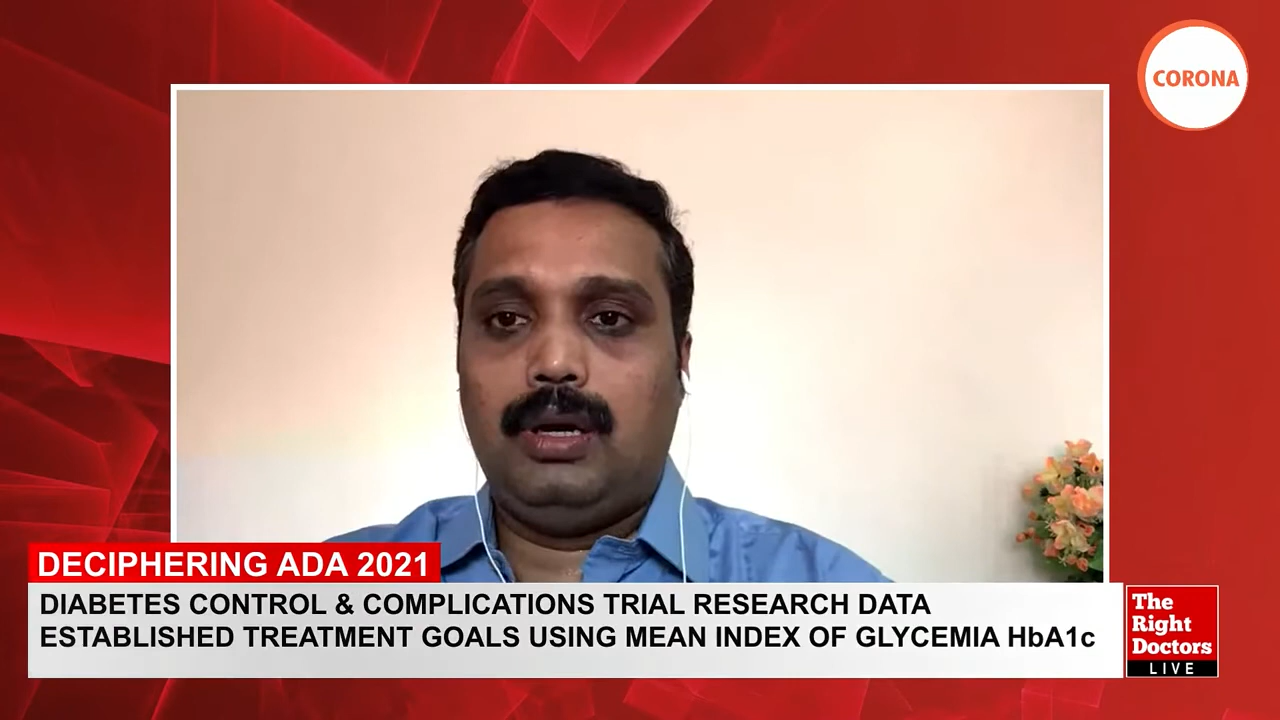 CORONA
DECIPHERING ADA 2021
DIABETES CONTROL & COMPLICATIONS TRIAL RESEARCH DATA
ESTABLISHED TREATMENT GOALS USING MEAN INDEX OF GLYCEMIA HbA1c
The
Right
Doctors
LIVE